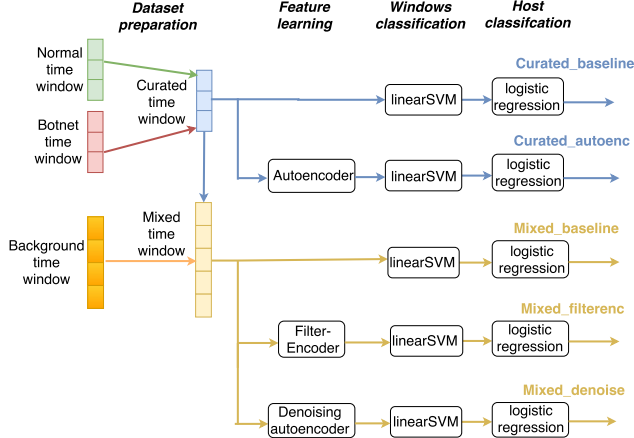 Dataset
preparation
Feature
learning
Windows
classification
Host
classifcation
Normal
time
window
Botnet
time
window
Curated
time
window
Curated_baseline
linearSVM
logistic
regression
Curated_autoenc
Autoencoder
linearSVM
logistic
regression
Background
time
window
Mixed
time
window
Mixed_baseline
linearSVM
logistic
regression
Mixed_filterenc
Filter-
Encoder
linearSVM
logistic
regression
Mixed_denoise
Denoising
autoencoder
linearSVM
logistic
regression